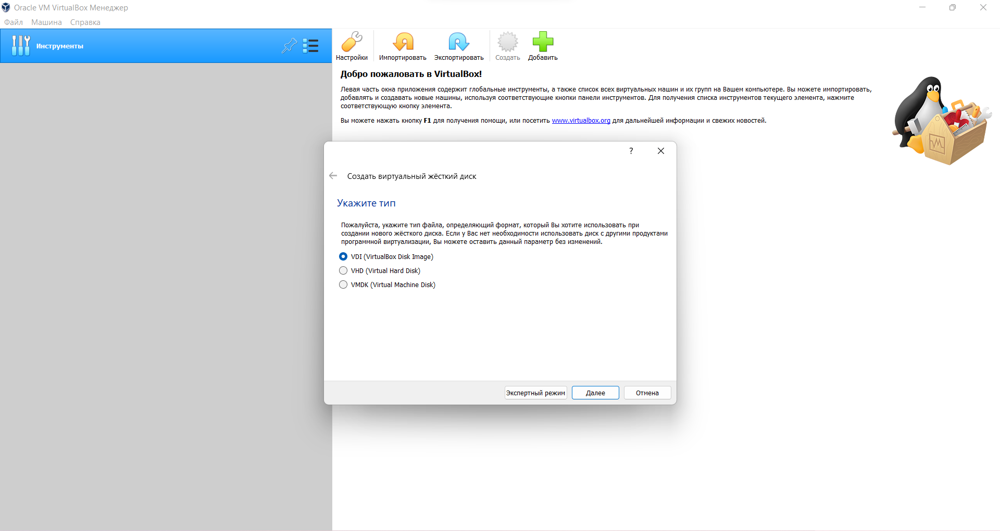 Oracle VM VirtualBox Менеджер
Файл Машина Справка
Инструменты
Настройки Импортировать Экспортировать Создать Добавить
Добро пожаловать в VirtualBox!
Левая часть окна приложения содержит глобальные инструменты, а также список всех виртуальных машин и их групп на Вашем компьютере. Вы можете импортировать,
добавлять и создавать новые машины, используя соответствующие кнопки панели инструментов. Для получения списка инструментов текущего элемента, нажмите
соответствующую кнопку элемента.
Вы можете нажать кнопку F1 для получения помощи, или посетить www.virtualbox.org для дальнейшей информации и свежих новостей.
?
Создать виртуальный жёсткий диск
Укажите тип
Пожалуйста, укажите тип файла, определяющий формат, который Вы хотите использовать при
создании нового жёсткого диска. Если у Вас нет необходимости использовать диск с другими продуктами
программной виртуализации, Вы можете оставить данный параметр без изменений.
VDI (VirtualBox Disk Image)
VHD (Virtual Hard Disk)
VMDK (Virtual Machine Disk)
Экспертный режим Далее Отмена